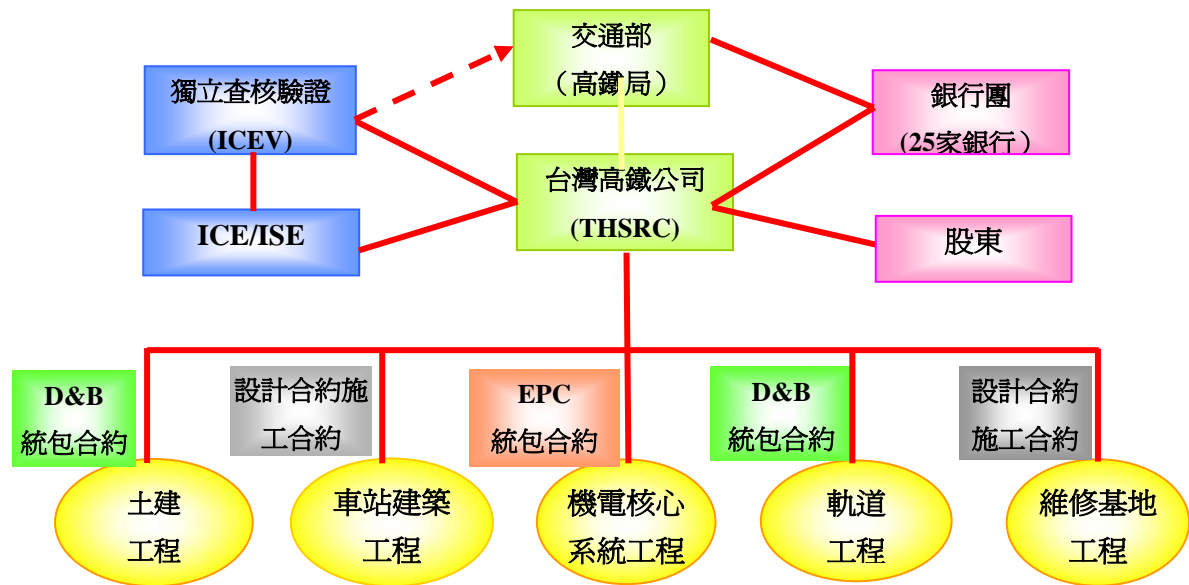 交通部
（高鐵局）
獨立查核驗證
(ICEV)
銀行團
(25家銀行）
台灣高鐵公司
(THSRC)
ICE/ISE
股東
D&B
統包合約
設計合約施
工合約
EPC
統包合約
D&B
統包合約
設計合約
施工合約
土建
工程
車站建築
工程
機電核心
系統工程
軌道
工程
維修基地
工程